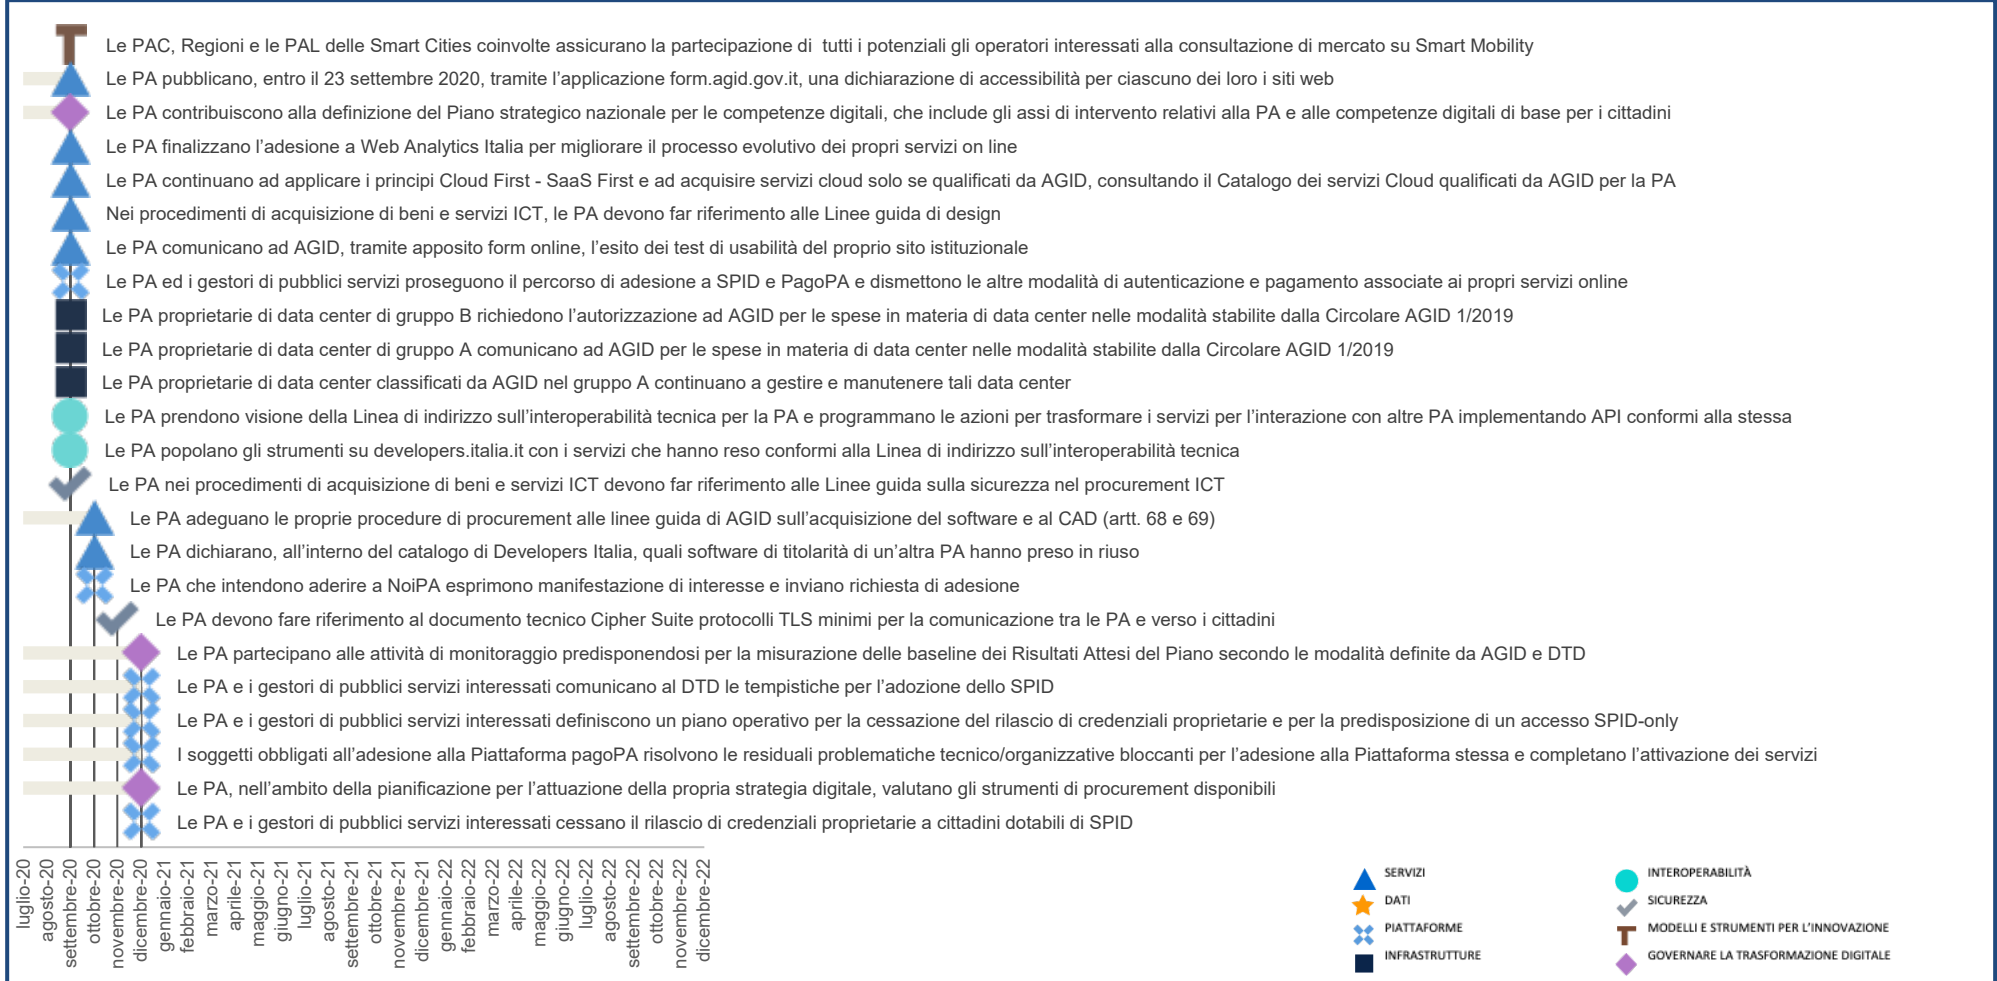 Le PAC, Regioni e le PAL delle Smart Cities coinvolte assicurano la partecipazione di  tutti i potenziali gli operatori interessati alla consultazione di mercato su Smart Mobility
Le PA pubblicano, entro il 23 settembre 2020, tramite l’applicazione form.agid.gov.it, una dichiarazione di accessibilità per ciascuno dei loro i siti web
Le PA contribuiscono alla definizione del Piano strategico nazionale per le competenze digitali, che include gli assi di intervento relativi alla PA e alle competenze digitali di base per i cittadini
Le PA finalizzano l’adesione a Web Analytics Italia per migliorare il processo evolutivo dei propri servizi on line
Le PA continuano ad applicare i principi Cloud First - SaaS First e ad acquisire servizi cloud solo se qualificati da AGID, consultando il Catalogo dei servizi Cloud qualificati da AGID per la PA
Nei procedimenti di acquisizione di beni e servizi ICT, le PA devono far riferimento alle Linee guida di design
Le PA comunicano ad AGID, tramite apposito form online, l’esito dei test di usabilità del proprio sito istituzionale
Le PA ed i gestori di pubblici servizi proseguono il percorso di adesione a SPID e PagoPA e dismettono le altre modalità di autenticazione e pagamento associate ai propri servizi online
Le PA proprietarie di data center di gruppo B richiedono l’autorizzazione ad AGID per le spese in materia di data center nelle modalità stabilite dalla Circolare AGID 1/2019
Le PA proprietarie di data center di gruppo A comunicano ad AGID per le spese in materia di data center nelle modalità stabilite dalla Circolare AGID 1/2019
Le PA proprietarie di data center classificati da AGID nel gruppo A continuano a gestire e manutenere tali data center
Le PA prendono visione della Linea di indirizzo sull’interoperabilità tecnica per la PA e programmano le azioni per trasformare i servizi per l’interazione con altre PA implementando API conformi alla stessa
Le PA popolano gli strumenti su developers.italia.it con i servizi che hanno reso conformi alla Linea di indirizzo sull’interoperabilità tecnica
Le PA nei procedimenti di acquisizione di beni e servizi ICT devono far riferimento alle Linee guida sulla sicurezza nel procurement ICT
Le PA adeguano le proprie procedure di procurement alle linee guida di AGID sull’acquisizione del software e al CAD (artt. 68 e 69)
Le PA dichiarano, all’interno del catalogo di Developers Italia, quali software di titolarità di un’altra PA hanno preso in riuso
Le PA che intendono aderire a NoiPA esprimono manifestazione di interesse e inviano richiesta di adesione
Le PA devono fare riferimento al documento tecnico Cipher Suite protocolli TLS minimi per la comunicazione tra le PA e verso i cittadini
Le PA partecipano alle attività di monitoraggio predisponendosi per la misurazione delle baseline dei Risultati Attesi del Piano secondo le modalità definite da AGID e DTD
Le PA e i gestori di pubblici servizi interessati comunicano al DTD le tempistiche per l’adozione dello SPID
Le PA e i gestori di pubblici servizi interessati definiscono un piano operativo per la cessazione del rilascio di credenziali proprietarie e per la predisposizione di un accesso SPID-only
I soggetti obbligati all’adesione alla Piattaforma pagoPA risolvono le residuali problematiche tecnico/organizzative bloccanti per l’adesione alla Piattaforma stessa e completano l’attivazione dei servizi
Le PA, nell’ambito della pianificazione per l’attuazione della propria strategia digitale, valutano gli strumenti di procurement disponibili
Le PA e i gestori di pubblici servizi interessati cessano il rilascio di credenziali proprietarie a cittadini dotabili di SPID
luglio-20
agosto-20
settembre-20
ottobre-20
novembre-20
dicembre-20
gennaio-21
febbraio-21
marzo-21
aprile-21
maggio-21
giugno-21
luglio-21
agosto-21
settembre-21
ottobre-21
novembre-21
dicembre-21
gennaio-22
febbraio-22
marzo-22
aprile-22
maggio-22
giugno-22
luglio-22
agosto-22
settembre-22
ottobre-22
novembre-22
dicembre-22
SERVIZI
DATI
PIATTAFORME
INFRASTRUTTURE
INTEROPERABILITÀ
SICUREZZA
MODELLI E STRUMENTI PER L’INNOVAZIONE
GOVERNARE LA TRASFORMAZIONE DIGITALE